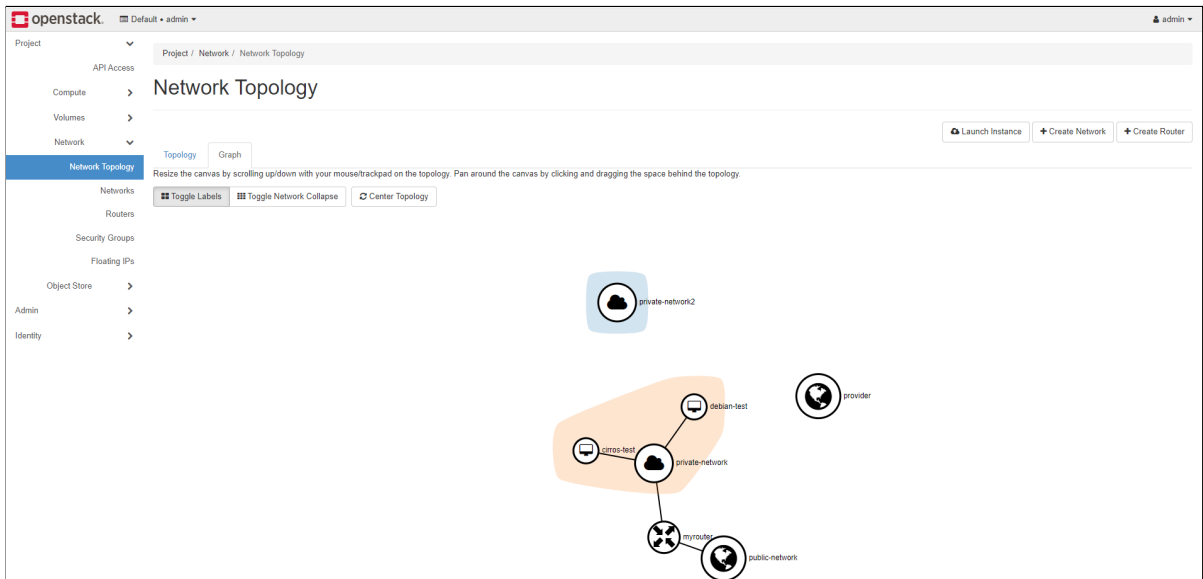 openstack. Default • admin
admin
Project
API Access
Compute
Volumes
Network
Network Topology
Networks
Routers
Security Groups
Floating IPs
Object Store
Admin
Identity
Project / Network / Network Topology
Network Topology
Launch Instance + Create Network + Create Router
Topology Graph
Resize the canvas by scrolling up/down with your mouse/trackpad on the topology. Pan around the canvas by clicking and dragging the space behind the topology.
Toggle Labels Toggle Network Collapse Center Topology
private-network2
provider
debian-test
cirros-test
private-network
myrouter
public-network